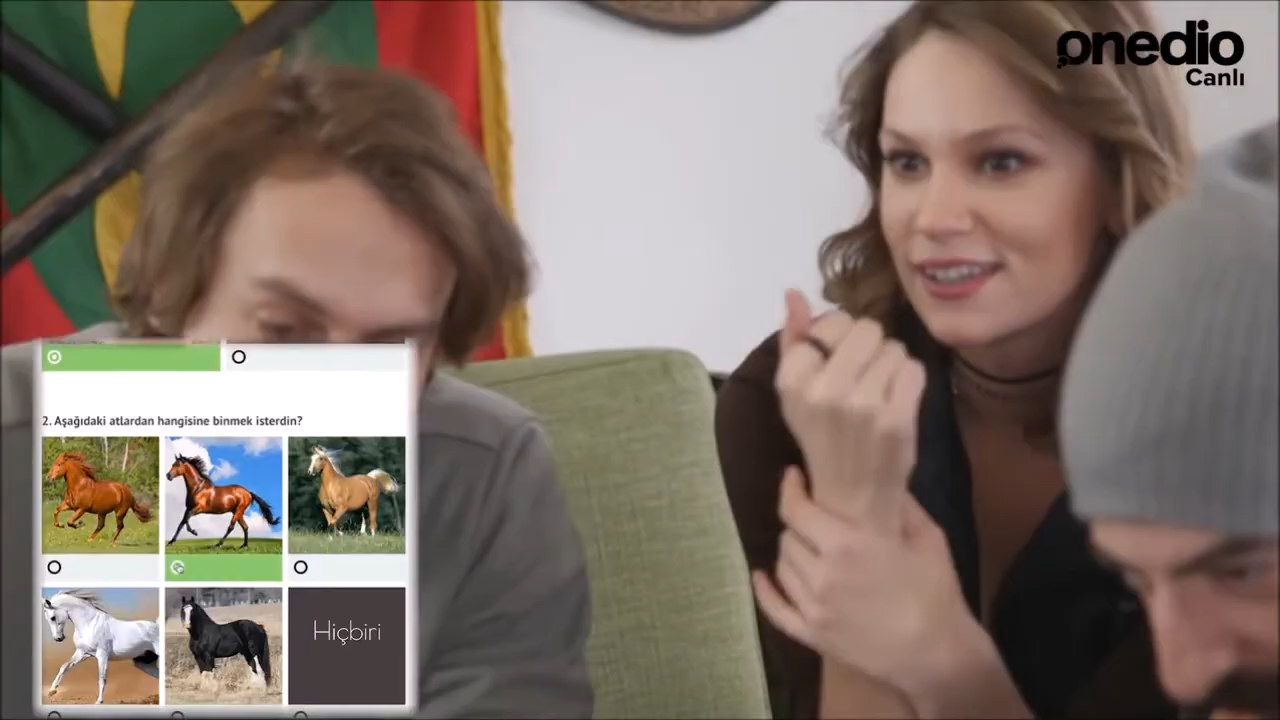 onedio
Canlı
2. Aşağıdaki atlardan hangisine binmek isterdin?
Hiçbiri